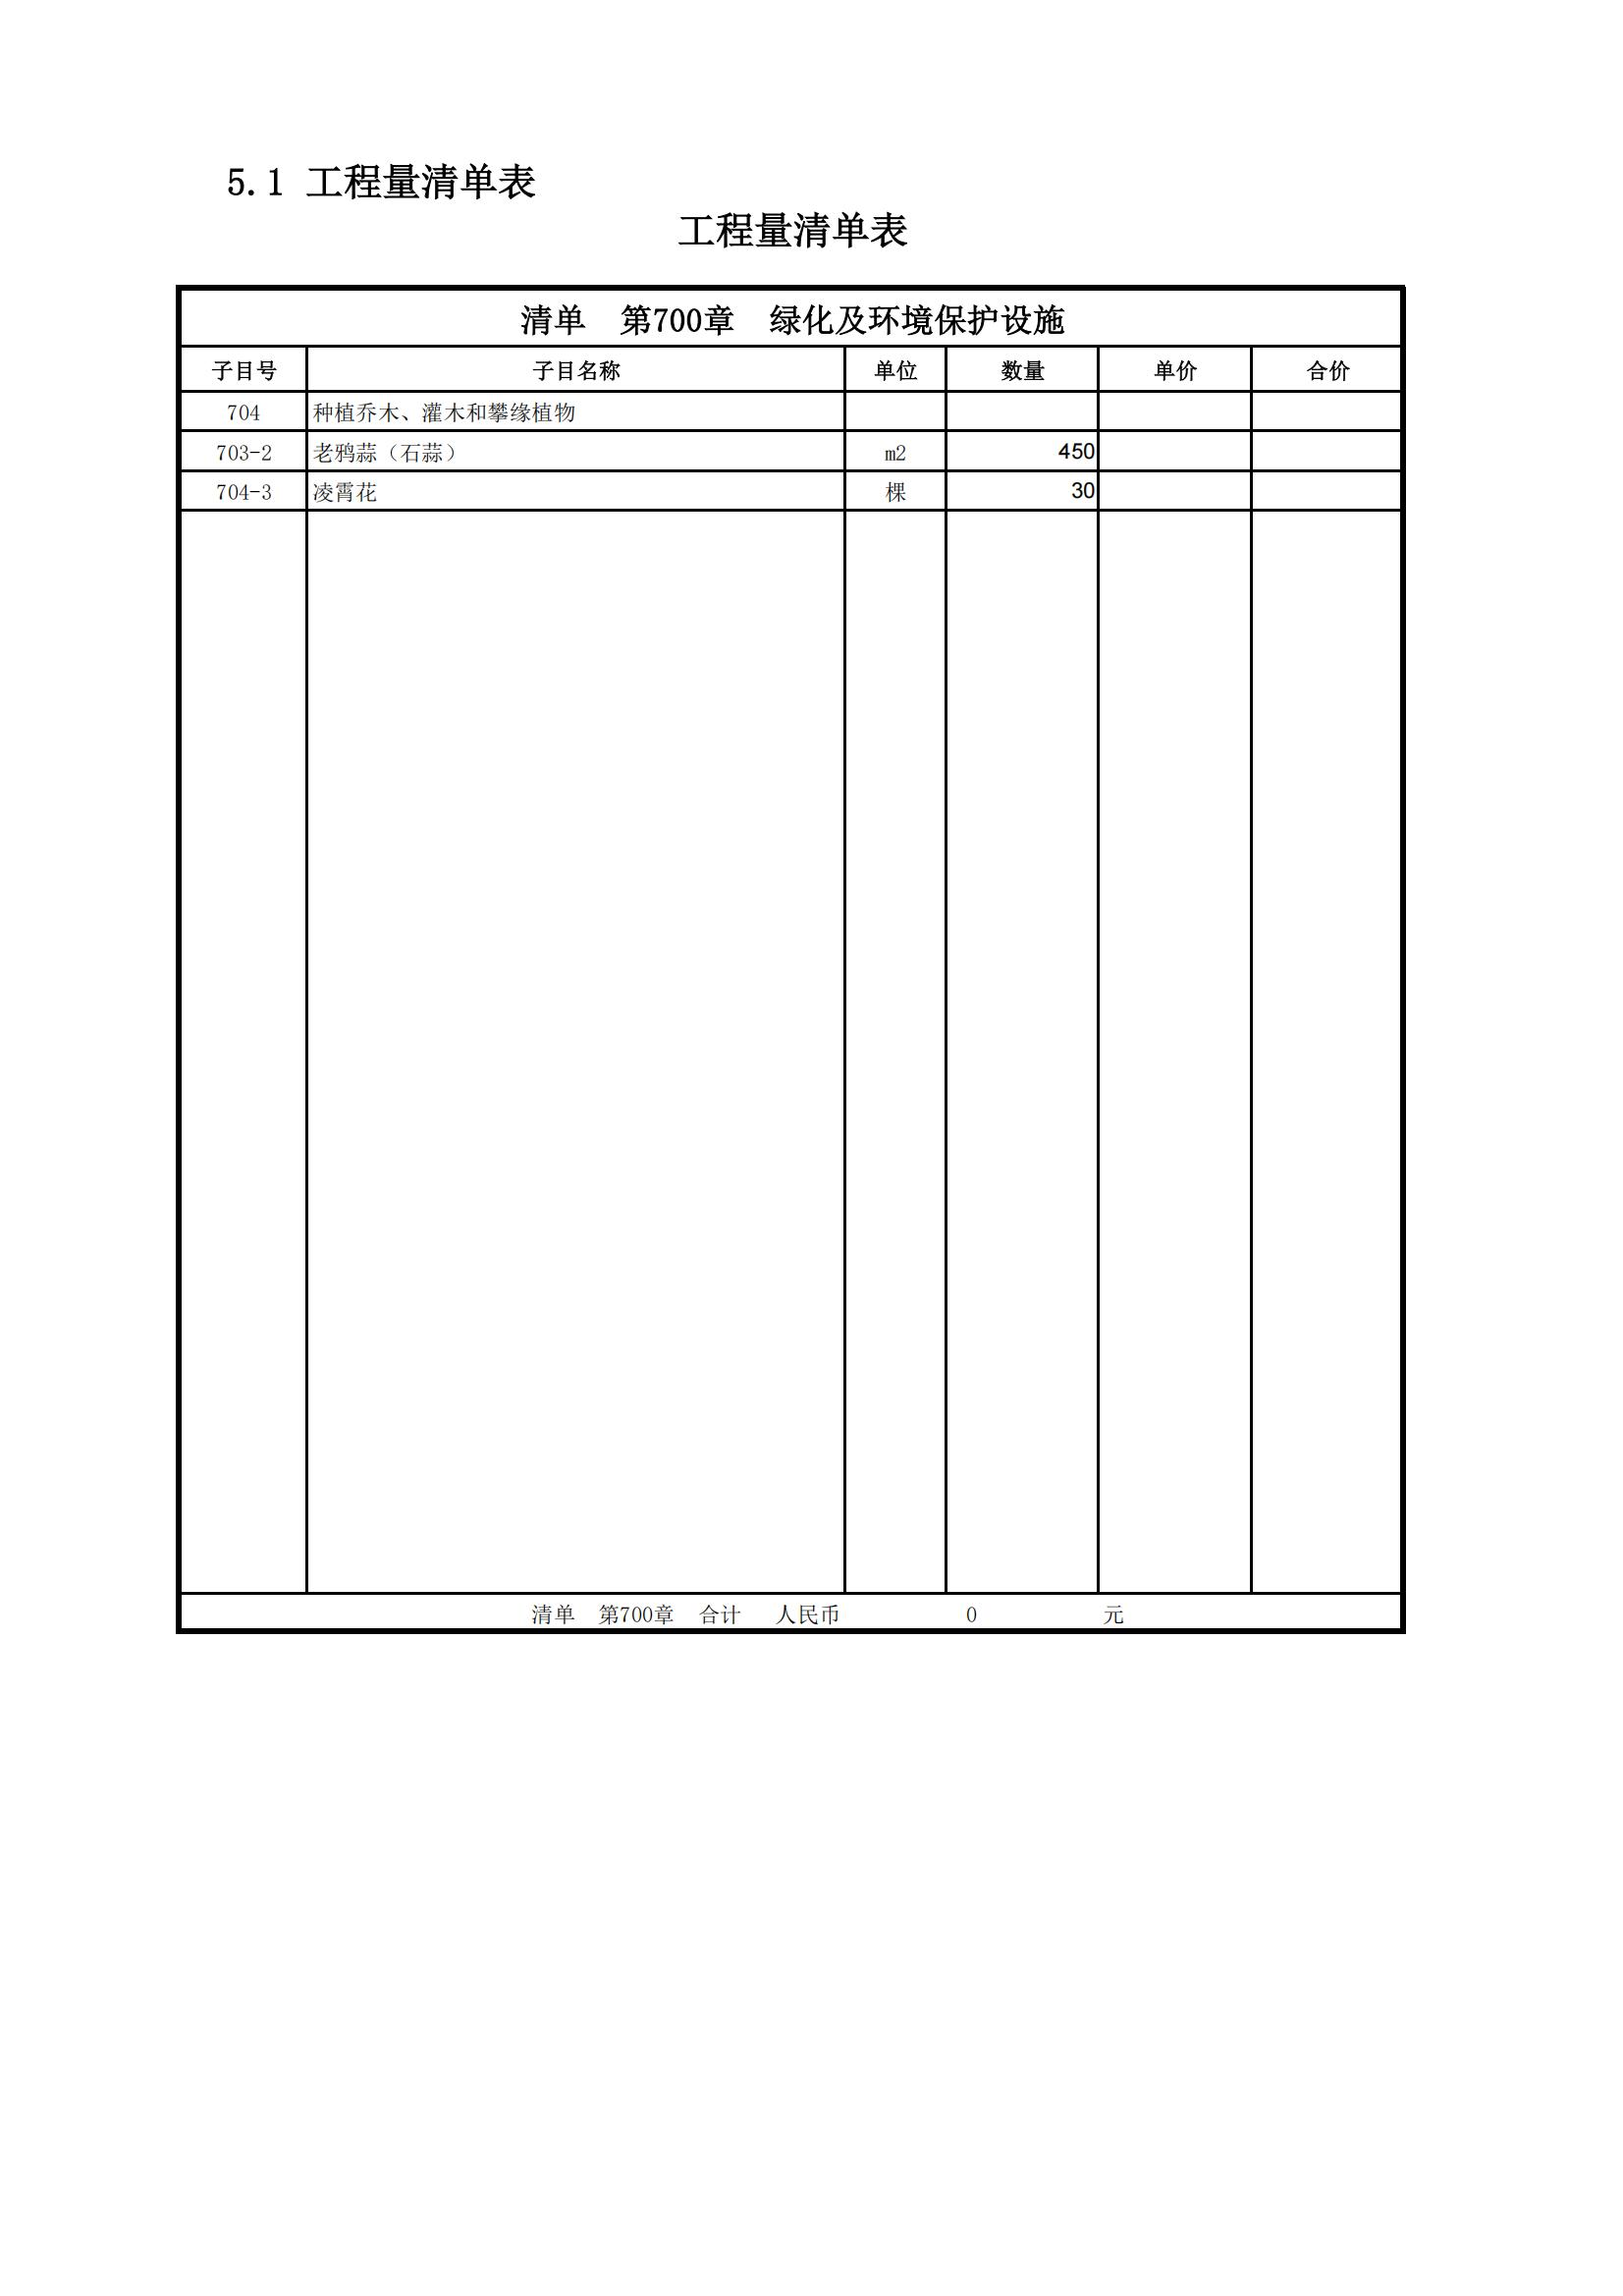 5.1 工程量清单表
工程量清单表
清单 第700章 绿化及环境保护设施
子目号 子目名称 单位 数量 单价 合价
704 种植乔木、灌木和攀缘植物
703-2 老鸦蒜（石蒜） m2 450
704-3 凌霄花 棵 30
清单 第700章 合计 人民币 0 元